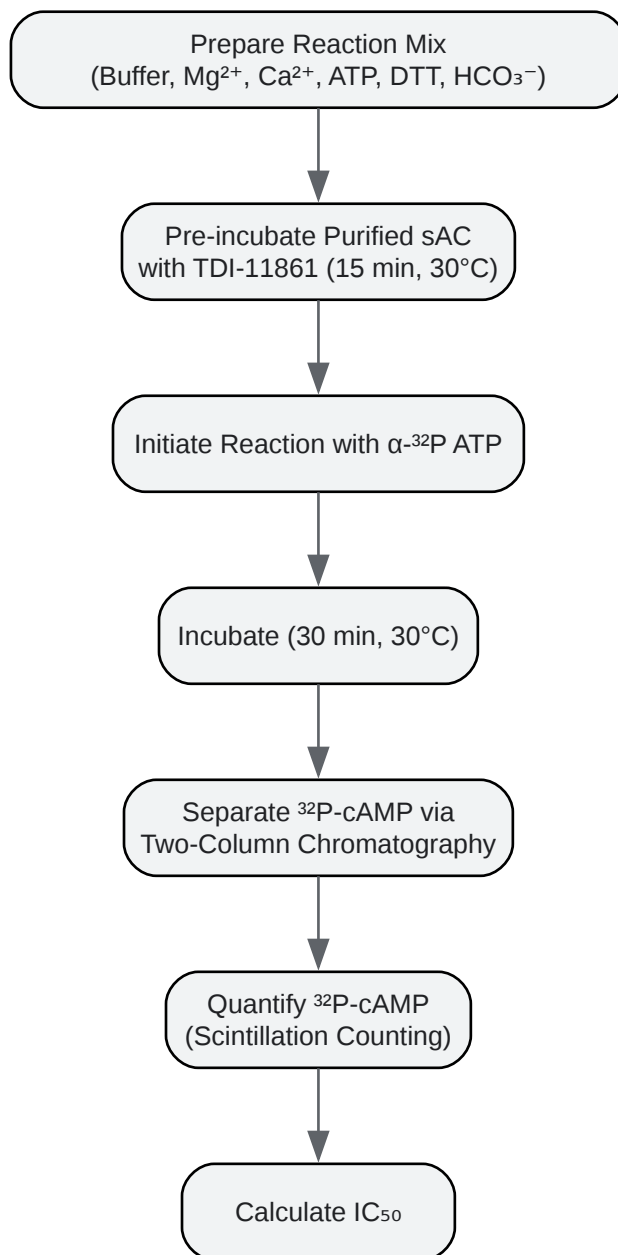 Prepare Reaction Mix
(Buffer, Mg²⁺, Ca²⁺, ATP, DTT, HCO₃⁻)
Pre-incubate Purified sAC
with TDI-11861 (15 min, 30°C)
Initiate Reaction with α-³²P ATP
Incubate (30 min, 30°C)
Separate ³²P-cAMP via
Two-Column Chromatography
Quantify ³²P-cAMP
(Scintillation Counting)
Calculate IC₅₀